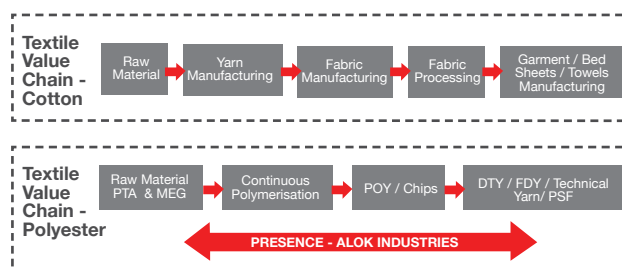 Textile
Value
Chain -
Cotton
Raw
Material
Yarn
Manufacturing
Fabric
Manufacturing
Fabric
Processing
Garment / Bed
Sheets / Towels
Manufacturing
Textile
Value
Chain -
Polyester
Raw Material
PTA & MEG
Continuous
Polymerisation
POY / Chips
DTY / FDY / Technical
Yarn/ PSF
PRESENCE - ALOK INDUSTRIES